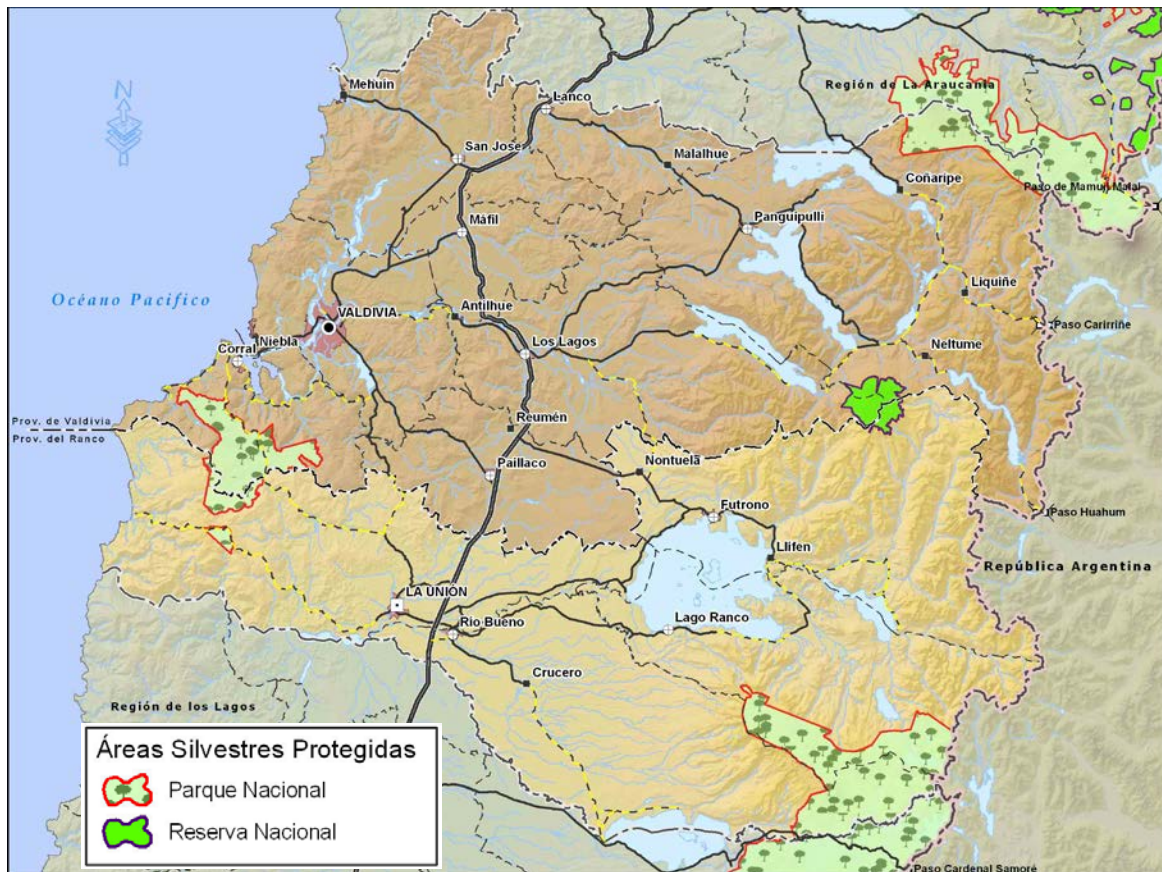 Mehuin
N
Lanco
Región de La Araucanía
San José
Malalhue
Coñaripe
Paso de Mamuil Malal
Máfil
Panguipulli
Océano Pacífico
Liquiñe
VALDIVIA
Antilhue
Paso Carirriñe
Niebla
Corral
Los Lagos
Neltume
Prov. de Valdivia
Prov. del Ranco
Reumén
Paillaco
Nontuelá
Futrono
Paso Huahum
Llifen
República Argentina
LA UNIÓN
Rio Bueno
Lago Ranco
Crucero
Región de los Lagos
Áreas Silvestres Protegidas
Parque Nacional
Reserva Nacional
Paso Cardenal Samoré